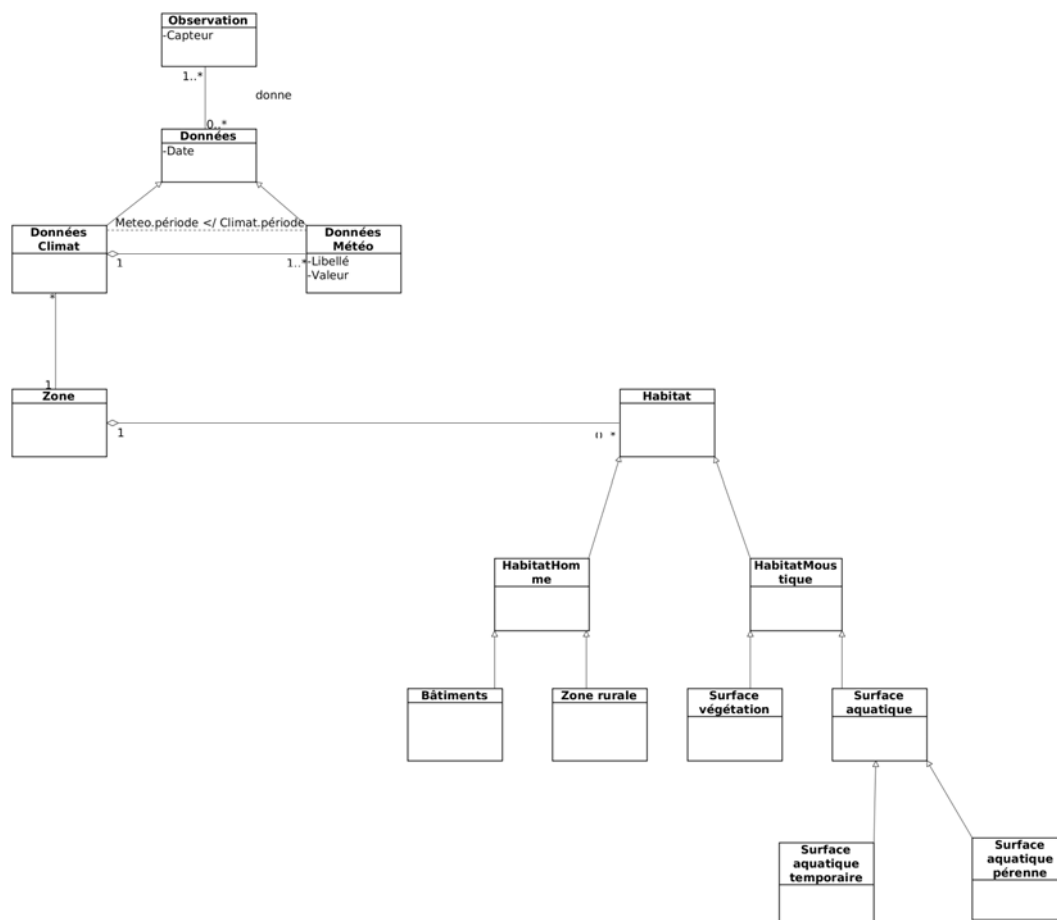 Observation
-Capteur
1..*
donne
0..*
Données
-Date
Meteo.période </ Climat.période
Données
Climat
Données
Météo
1
1..*
-Libellé
-Valeur
*
1
Zone
Habitat
1
*
HabitatHom
me
HabitatMous
tique
Bâtiments
Zone rurale
Surface
végétation
Surface
aquatique
Surface
aquatique
temporaire
Surface
aquatique
pérenne